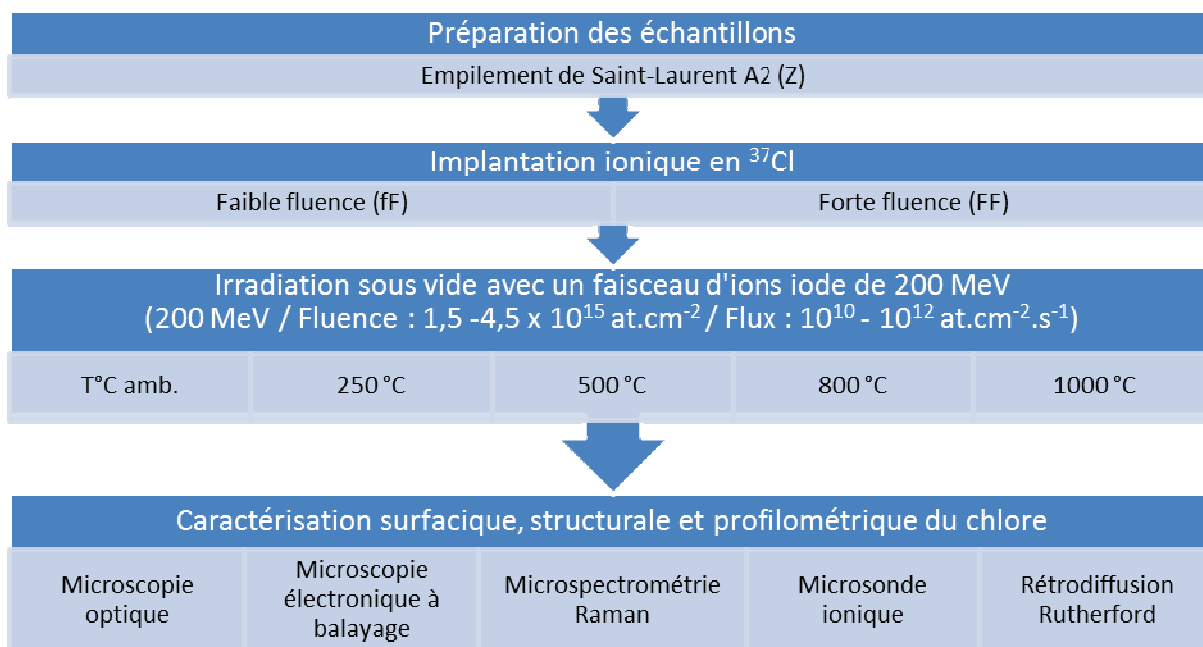 Préparation des échantillons
Empilement de Saint-Laurent A2 (Z)
Implantation ionique en ³⁷Cl
Faible fluence (fF)
Forte fluence (FF)
Irradiation sous vide avec un faisceau d'ions iode de 200 MeV
(200 MeV / Fluence : 1,5 -4,5 x 10¹⁵ at.cm⁻² / Flux : 10¹⁰ - 10¹² at.cm⁻².s⁻¹)
T°C amb.
250 °C
500 °C
800 °C
1000 °C
Caractérisation surfacique, structurale et profilométrique du chlore
Microscopie
optique
Microscopie
électronique à
balayage
Microspectrométrie
Raman
Microsonde
ionique
Rétrodiffusion
Rutherford